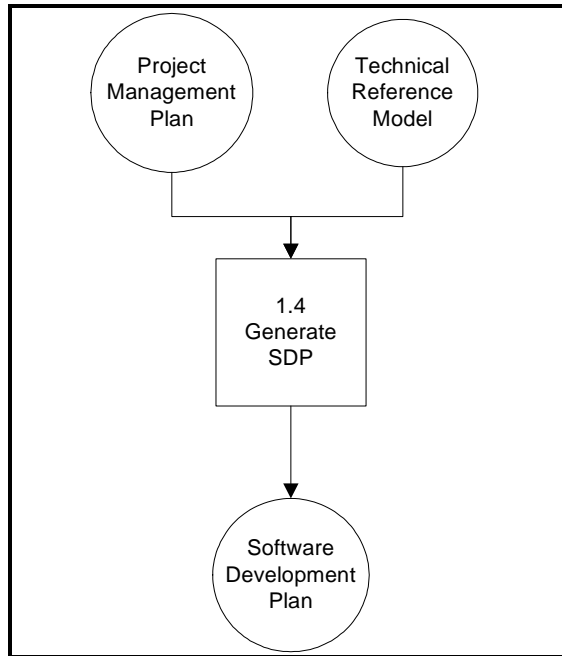 Project
Management
Plan
Technical
Reference
Model
1.4
Generate
SDP
Software
Development
Plan